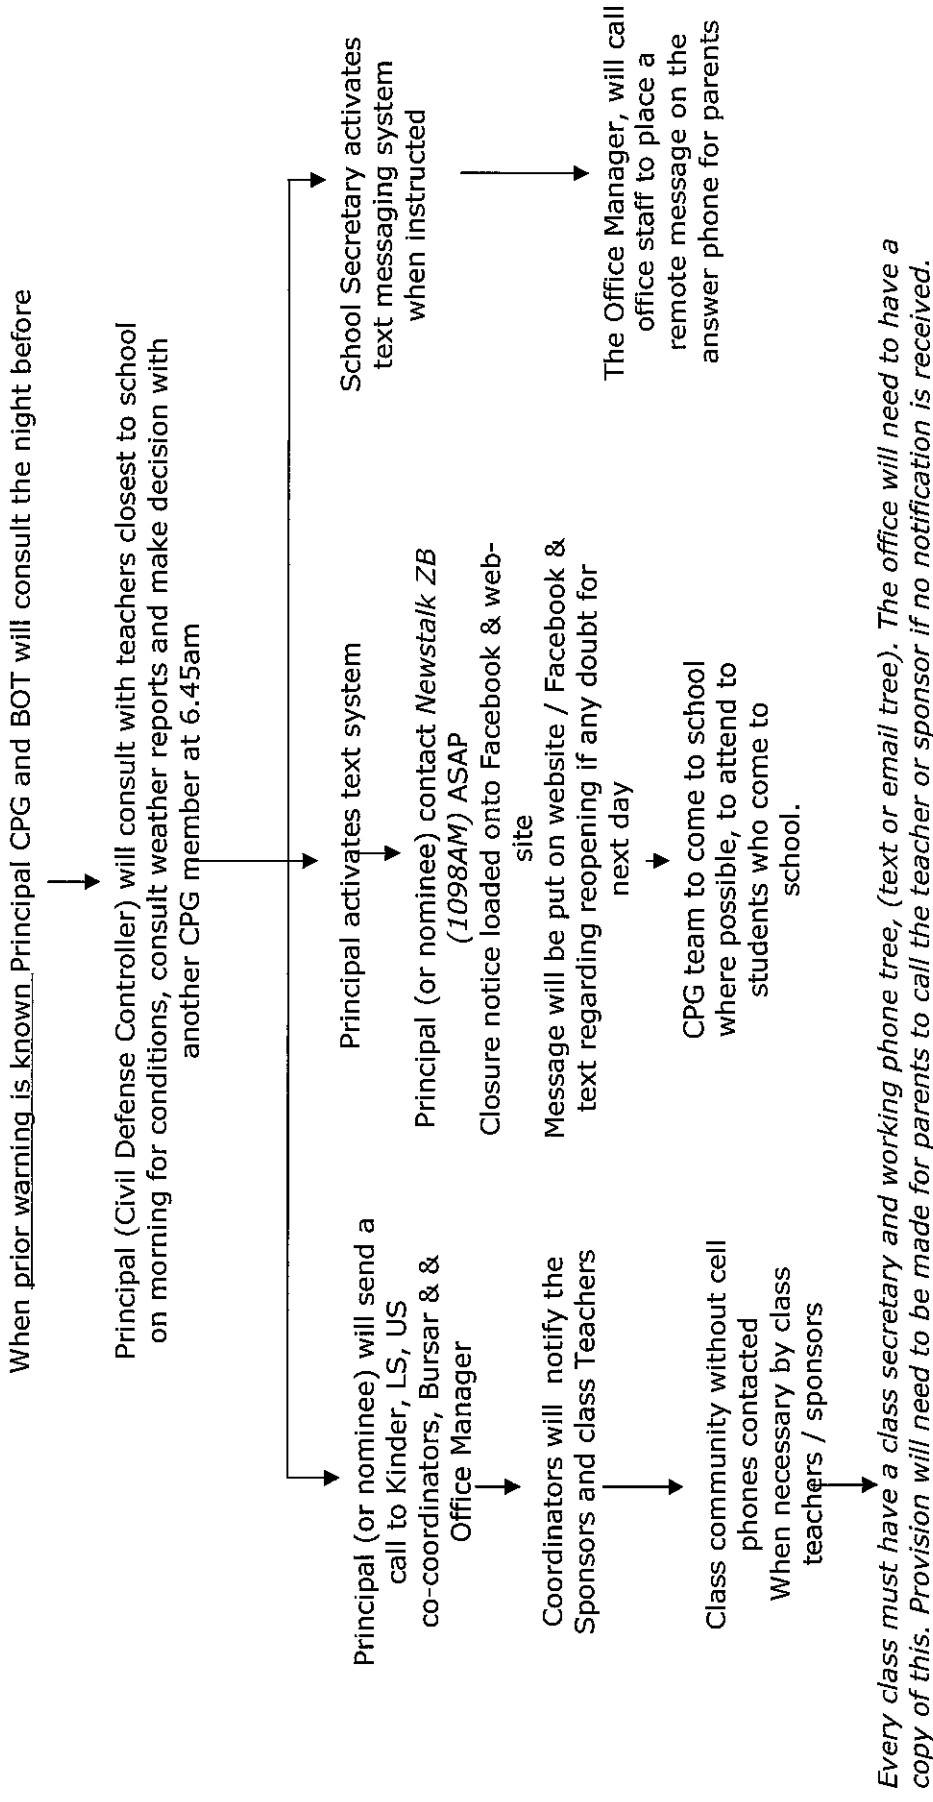 When prior warning is known Principal CPG and BOT will consult the night before
Principal (Civil Defense Controller) will consult with teachers closest to school
on morning for conditions, consult weather reports and make decision with
another CPG member at 6.45am
Principal (or nominee) will send a
call to Kinder, LS, US
co-coordinators, Bursar & &
Office Manager
Coordinators will notify the
Sponsors and class Teachers
Class community without cell
phones contacted
When necessary by class
teachers / sponsors
Principal activates text system
Principal (or nominee) contact Newstalk ZB
(1098AM) ASAP
Closure notice loaded onto Facebook & web-
site
Message will be put on website / Facebook &
text regarding reopening if any doubt for
next day
CPG team to come to school
where possible, to attend to
students who come to
school.
School Secretary activates
text messaging system
when instructed
The Office Manager, will call
office staff to place a
remote message on the
answer phone for parents
Every class must have a class secretary and working phone tree, (text or email tree). The office will need to have a
copy of this. Provision will need to be made for parents to call the teacher or sponsor if no notification is received.